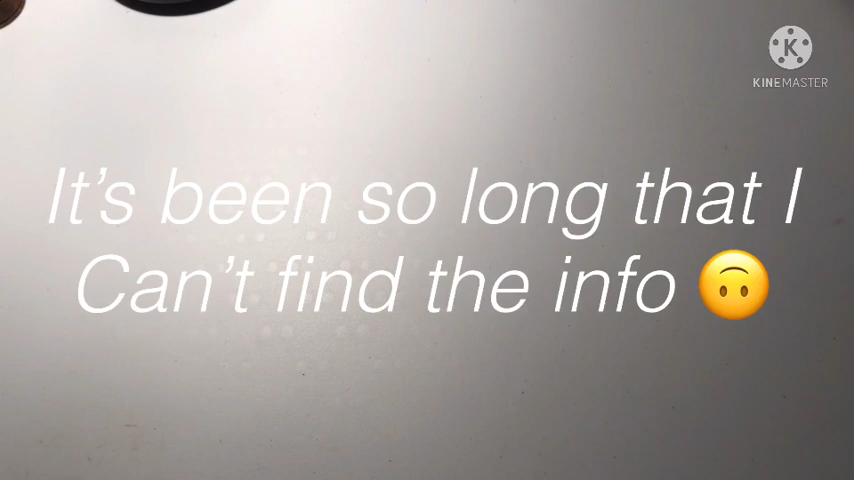 KINEMASTER
It's been so long that I
Can't find the info 🙃